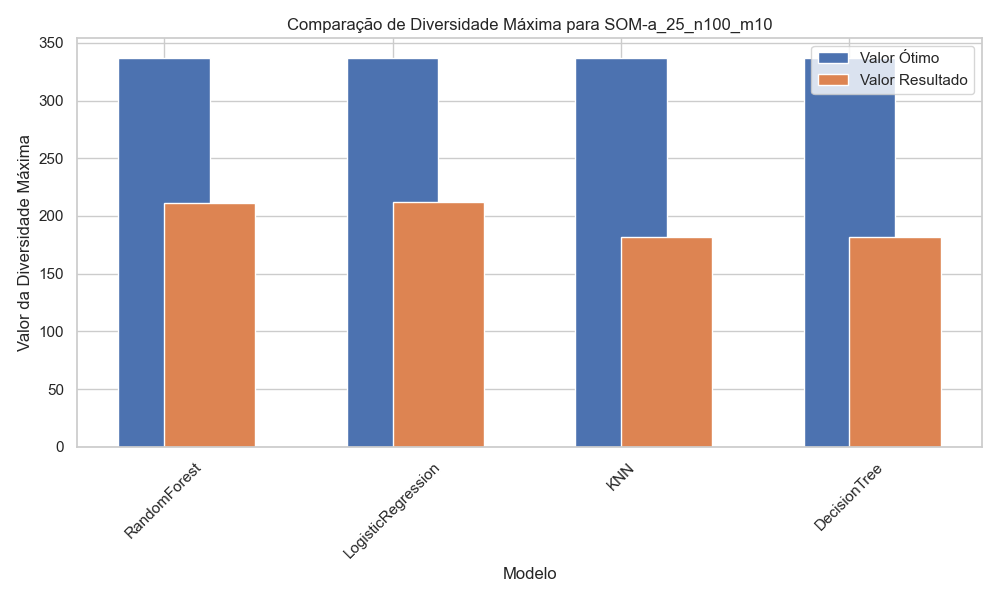 Comparação de Diversidade Máxima para SOM-a_25_n100_m10
Valor Ótimo
Valor Resultado
Valor da Diversidade Máxima
350
300
250
200
150
100
50
0
RandomForest
LogisticRegression
KNN
DecisionTree
Modelo